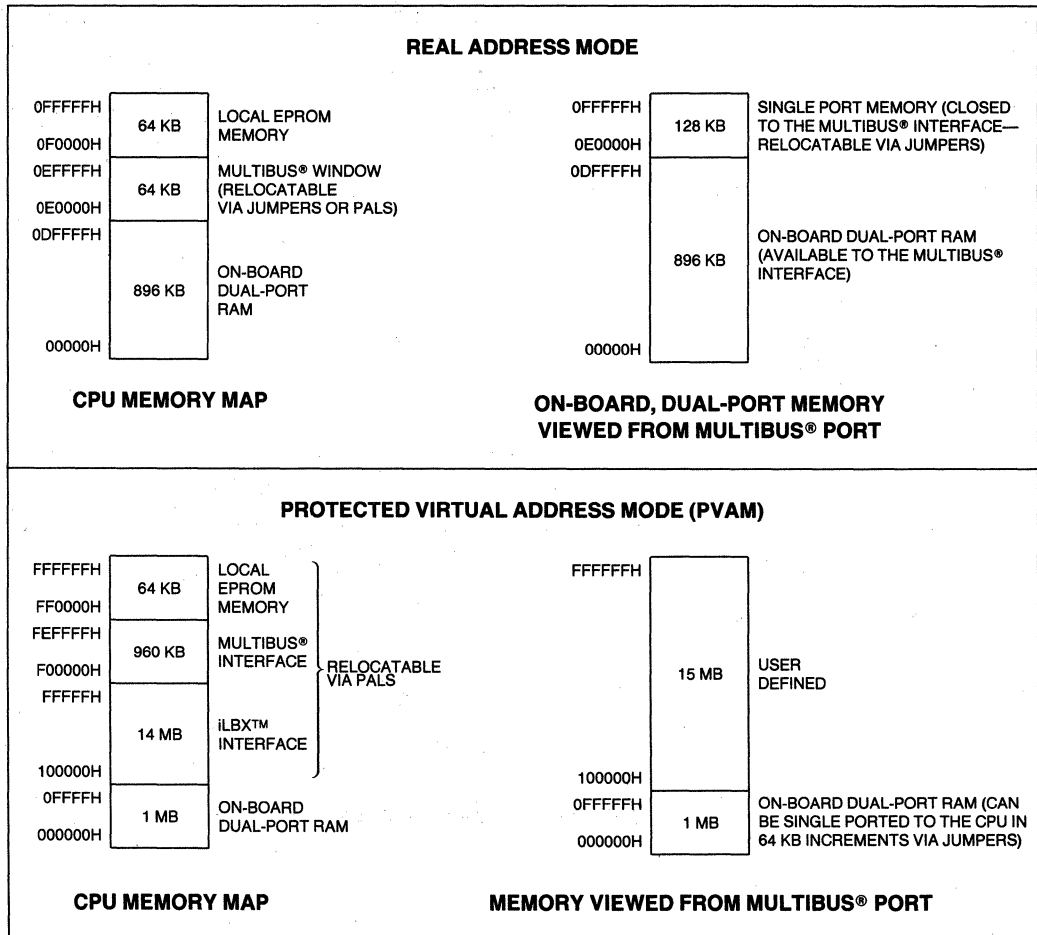 REAL ADDRESS MODE
0FFFFFH
0F0000H
0EFFFFH
0E0000H
0DFFFFH
00000H
64 KB
64 KB
896 KB
LOCAL EPROM
MEMORY
MULTIBUS® WINDOW
(RELOCATABLE
VIA JUMPERS OR PALS)
ON-BOARD
DUAL-PORT
RAM
CPU MEMORY MAP
0FFFFFH
0E0000H
0DFFFFH
00000H
128 KB
896 KB
SINGLE PORT MEMORY (CLOSED
TO THE MULTIBUS® INTERFACE—
RELOCATABLE VIA JUMPERS)
ON-BOARD DUAL-PORT RAM
(AVAILABLE TO THE MULTIBUS®
INTERFACE)
ON-BOARD, DUAL-PORT MEMORY
VIEWED FROM MULTIBUS® PORT
PROTECTED VIRTUAL ADDRESS MODE (PVAM)
FFFFFFH
FF0000H
FEFFFFH
F00000H
FFFFFH
100000H
0FFFFH
000000H
64 KB
960 KB
14 MB
1 MB
LOCAL
EPROM
MEMORY
MULTIBUS®
INTERFACE
iLBX™
INTERFACE
RELOCATABLE
VIA PALS
ON-BOARD
DUAL-PORT RAM
CPU MEMORY MAP
FFFFFFH
100000H
0FFFFFH
000000H
15 MB
1 MB
USER
DEFINED
ON-BOARD DUAL-PORT RAM (CAN
BE SINGLE PORTED TO THE CPU IN
64 KB INCREMENTS VIA JUMPERS)
MEMORY VIEWED FROM MULTIBUS® PORT